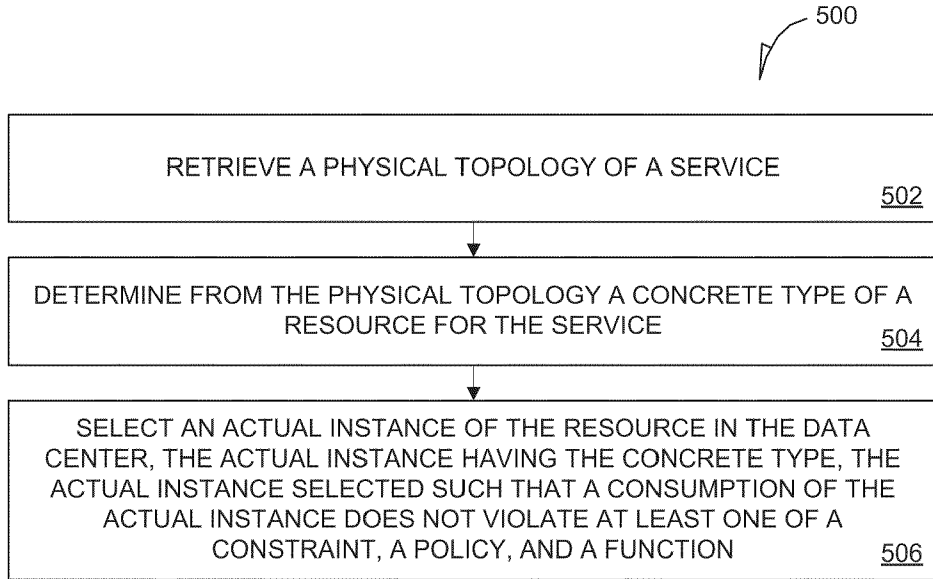 500
RETRIEVE A PHYSICAL TOPOLOGY OF A SERVICE
502
DETERMINE FROM THE PHYSICAL TOPOLOGY A CONCRETE TYPE OF A
RESOURCE FOR THE SERVICE
504
SELECT AN ACTUAL INSTANCE OF THE RESOURCE IN THE DATA
CENTER, THE ACTUAL INSTANCE HAVING THE CONCRETE TYPE, THE
ACTUAL INSTANCE SELECTED SUCH THAT A CONSUMPTION OF THE
ACTUAL INSTANCE DOES NOT VIOLATE AT LEAST ONE OF A
CONSTRAINT, A POLICY, AND A FUNCTION
506